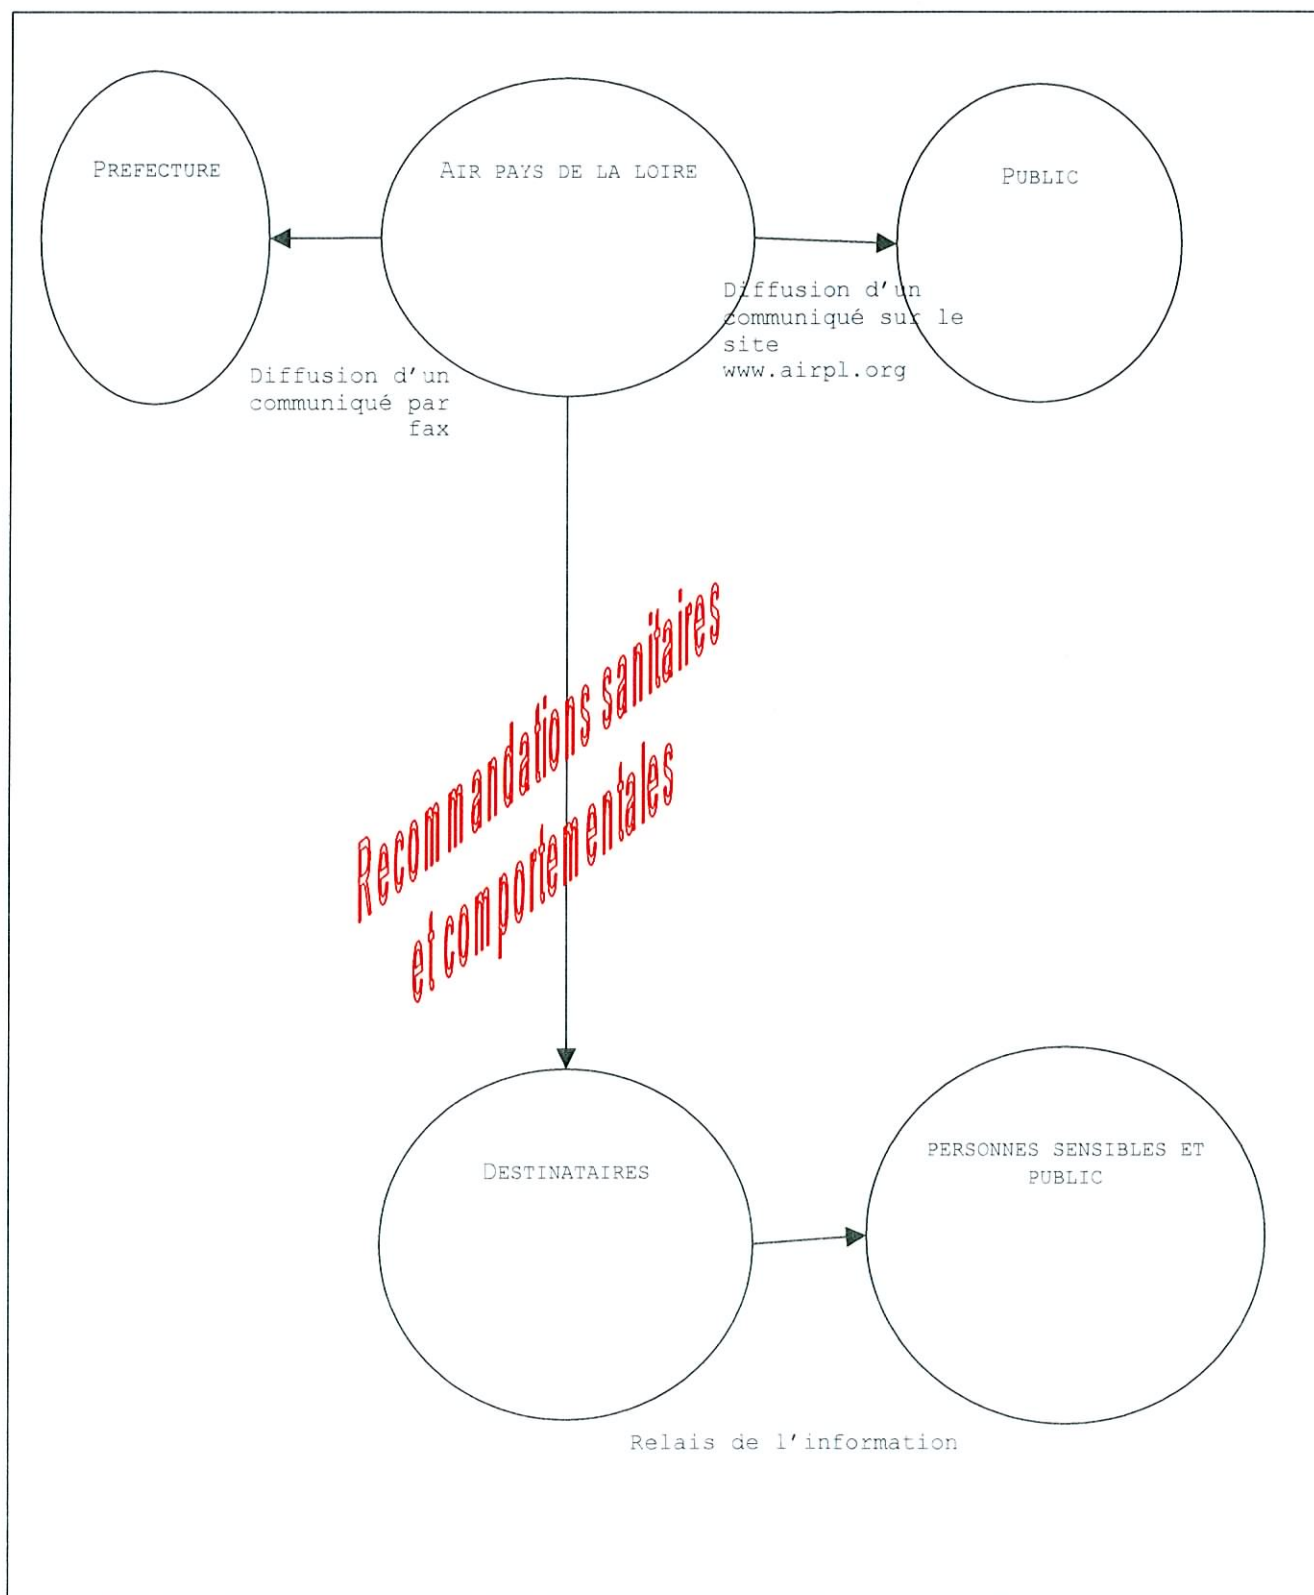 PREFECTURE
AIR PAYS DE LA LOIRE
PUBLIC
Diffusion d'un
communiqué sur le
site
www.airpl.org
Diffusion d'un
communiqué par
fax
Recommandations sanitaires
et comportementales
DESTINATAIRES
PERSONNES SENSIBLES ET
PUBLIC
Relais de l'information